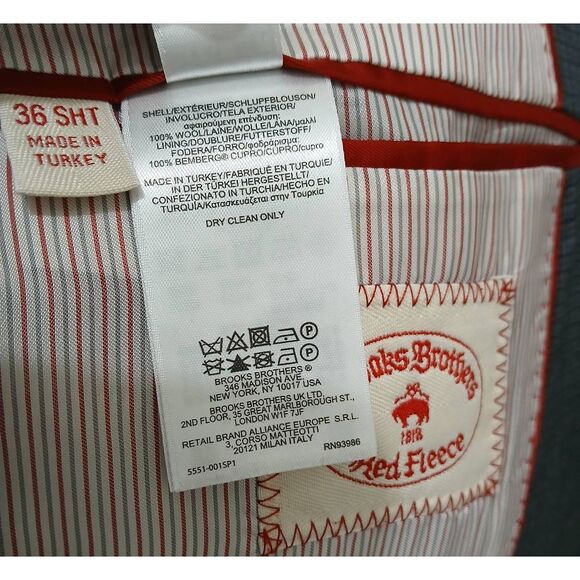 36 SHT
MADE IN
TURKEY
SHELL/EXTÉRIEUR/SCHLUPFBLOUSON/
INVOLUCRO/TELA EXTERIOR/
αφαιρούμενη επένδυση:
100% WOOL/LAINE/WOLLE/LANA/μαλλί
LINING/DOUBLURE/FUTTERSTOFF/
FODERA/FORRO/φοδράρισμα:
100% BEMBERG® CUPRO/CUPRO/cupro
MADE IN TURKEY/FABRIQUÉ EN TURQUIE/
IN DER TÜRKEI HERGESTELLT/
CONFEZIONATO IN TURCHIA/HECHO EN
TURQUÍA/Κατασκευάζεται στην Τουρκία
DRY CLEAN ONLY
BROOKS BROTHERS ®
346 MADISON AVE.
NEW YORK, NY 10017 USA
BROOKS BROTHERS UK LTD.
2ND FLOOR, 35 GREAT MARLBOROUGH ST.,
LONDON W1F 7JF
RETAIL BRAND ALLIANCE EUROPE S.R.L.
3, CORSO MATTEOTTI
20121 MILAN ITALY
RN93986
5551-001SP1
oaks Brothers
1818
Red Fleece